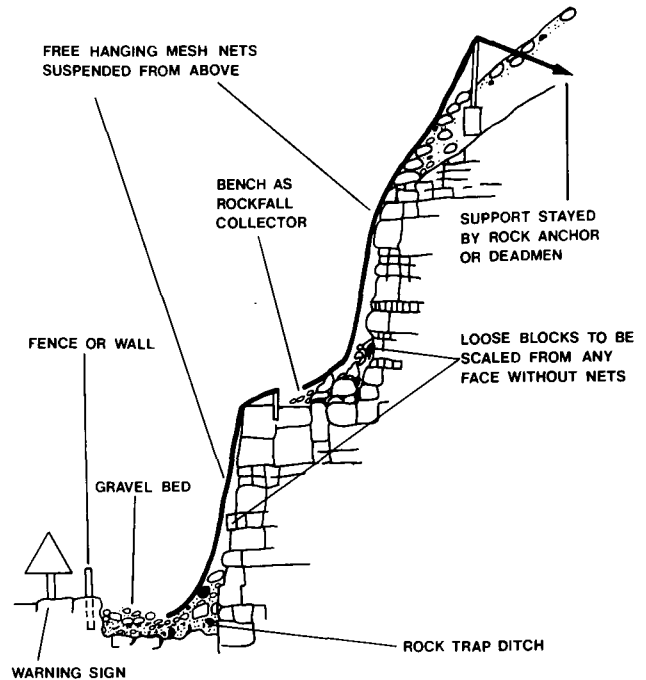 FREE HANGING MESH NETS
SUSPENDED FROM ABOVE
BENCH AS
ROCKFALL
COLLECTOR
SUPPORT STAYED
BY ROCK ANCHOR
OR DEADMEN
FENCE OR WALL
LOOSE BLOCKS TO BE
SCALED FROM ANY
FACE WITHOUT NETS
GRAVEL BED
ROCK TRAP DITCH
WARNING SIGN